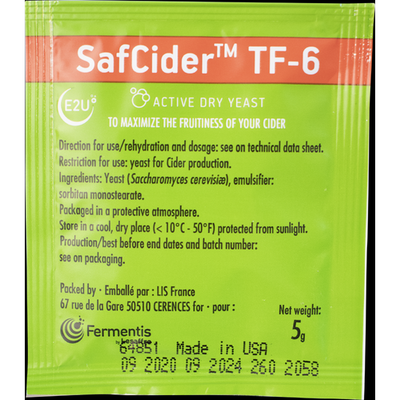 SafCider™ TF-6
E2U
ACTIVE DRY YEAST
TO MAXIMIZE THE FRUITINESS OF YOUR CIDER
Direction for use/rehydration and dosage: see on technical data sheet.
Restriction for use: yeast for Cider production.
Ingredients: Yeast (Saccharomyces cerevisiæ), emulsifier:
sorbitan monostearate.
Packaged in a protective atmosphere.
Store in a cool, dry place (< 10°C - 50°F) protected from sunlight.
Production/best before end dates and batch number:
see on packaging.
Packed by • Emballé par : LIS France
67 rue de la Gare 50510 CERENCES for • pour :
Net weight:
5g
Fermentis
by Lesaffre
64851 Made in USA
09 2020 09 2024 260 2058